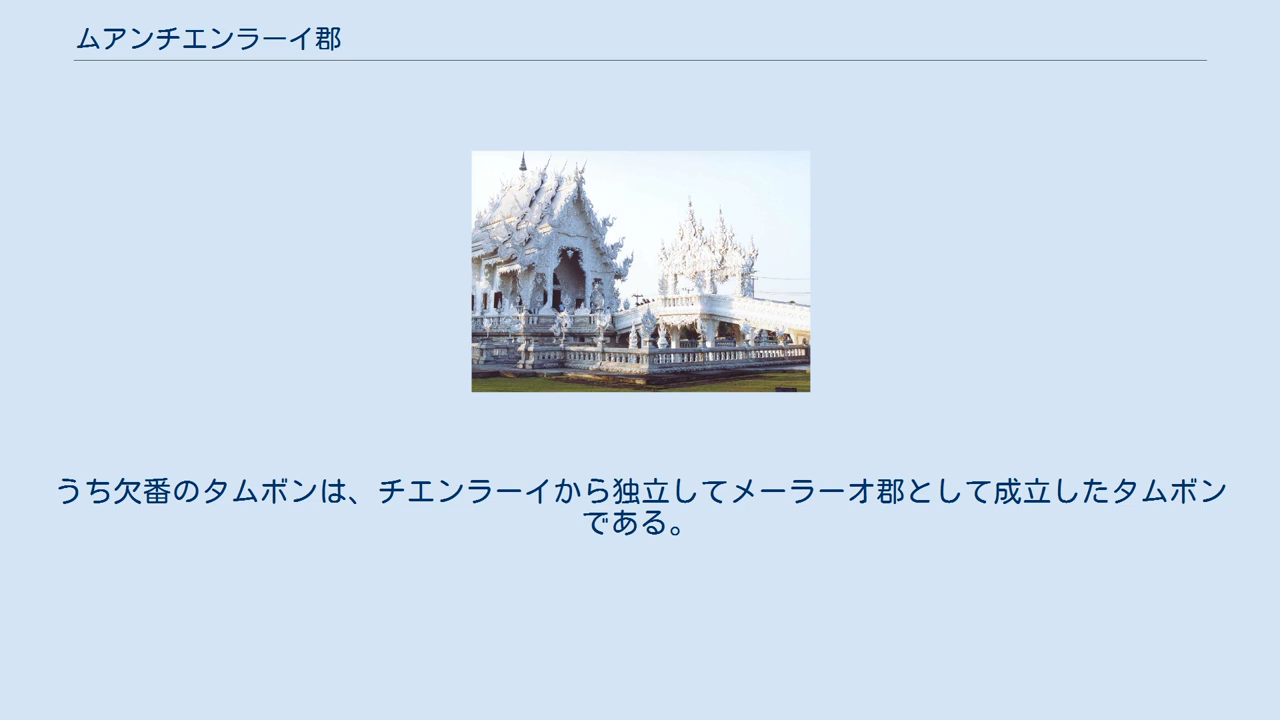 ムアンチエンラーイ郡
うち欠番のタムボンは、チエンラーイから独立してメーラーオ郡として成立したタムボン
である。